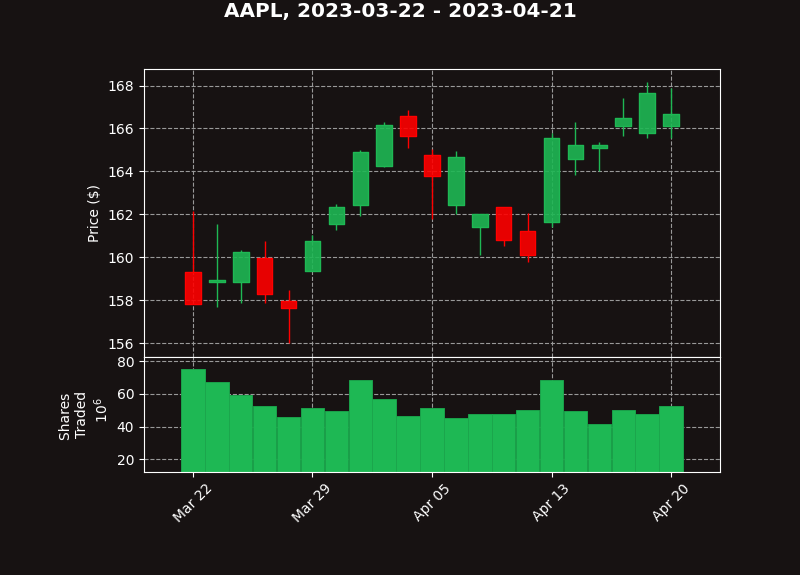 AAPL, 2023-03-22 - 2023-04-21
Price ($)
168
166
164
162
160
158
156
Shares
Traded
10⁶
80
60
40
20
Mar 22
Mar 29
Apr 05
Apr 13
Apr 20